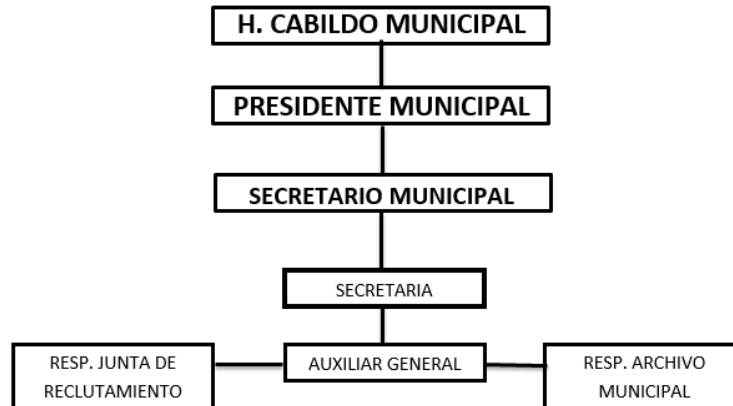 H. CABILDO MUNICIPAL
PRESIDENTE MUNICIPAL
SECRETARIO MUNICIPAL
SECRETARIA
RESP. JUNTA DE
RECLUTAMIENTO
AUXILIAR GENERAL
RESP. ARCHIVO
MUNICIPAL